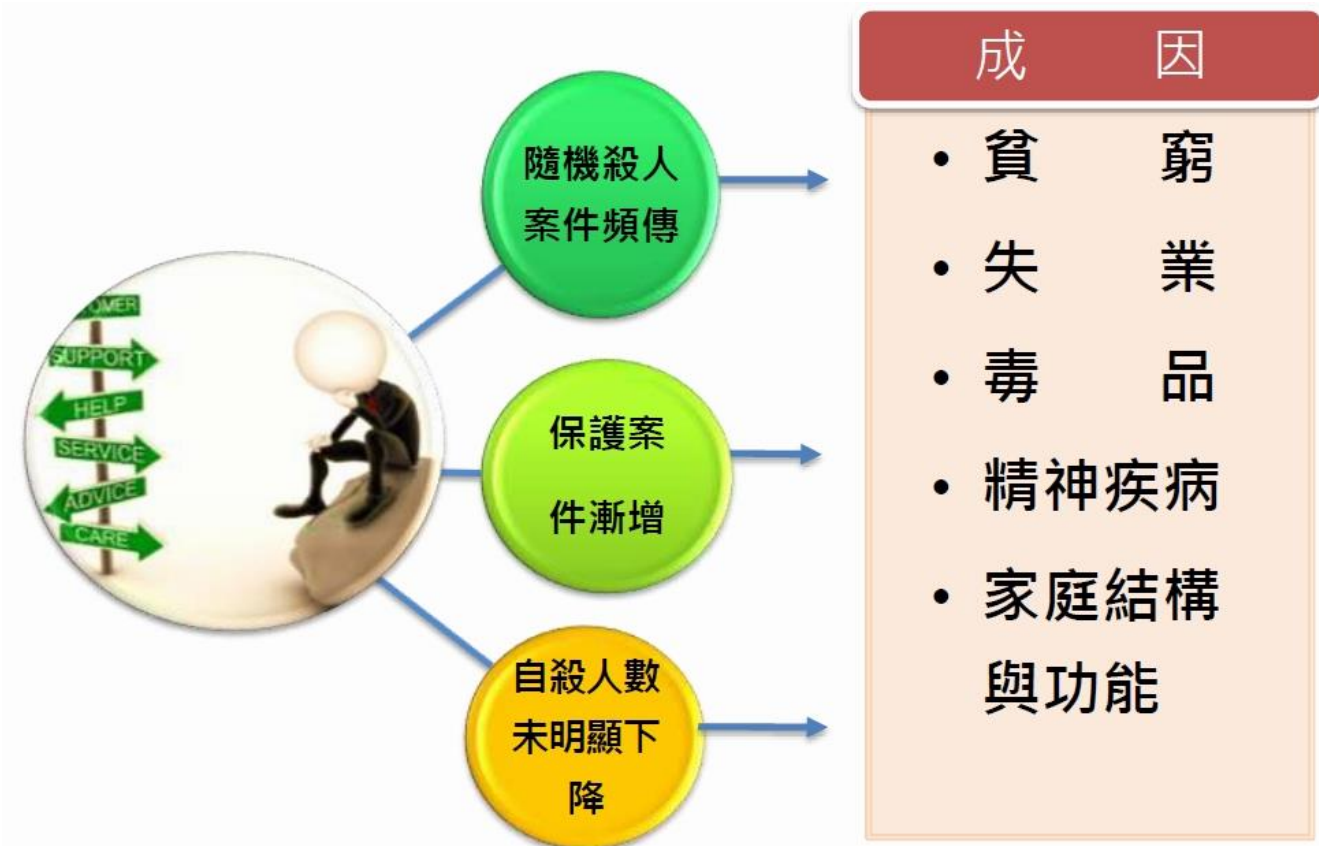 成 因
隨機殺人
案件頻傳
保護案
件漸增
自殺人數
未明顯下
降
• 貧 窮
• 失 業
• 毒 品
• 精神疾病
• 家庭結構
與功能
SUPPORT
HELP
SERVICE
ADVICE
CARE